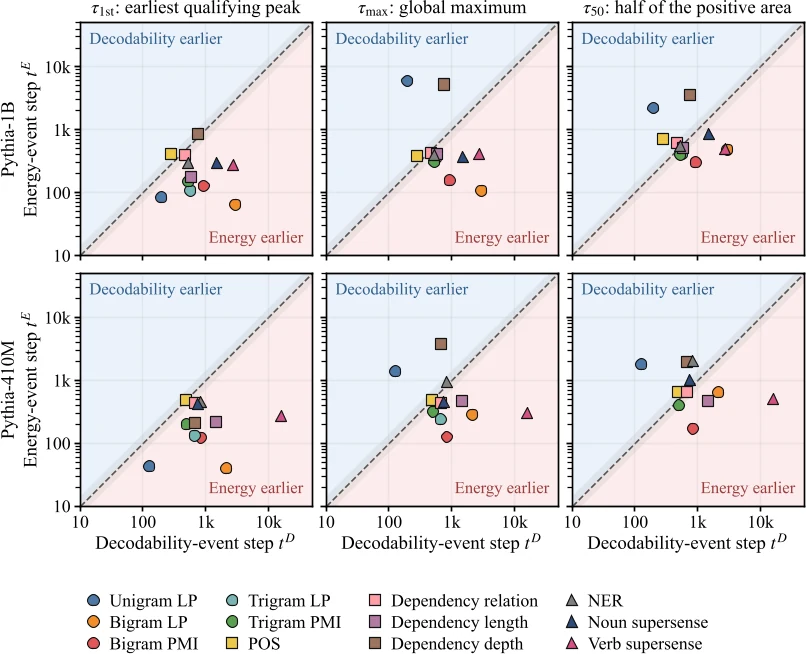 τ1st: earliest qualifying peak
τmax: global maximum
τ50: half of the positive area
Pythia-1B
Energy-event step t^E
10k
1k
100
10
Decodability earlier
Energy earlier
Decodability earlier
Energy earlier
Decodability earlier
Energy earlier
Pythia-410M
Energy-event step t^E
10k
1k
100
10
Decodability earlier
Energy earlier
Decodability earlier
Energy earlier
Decodability earlier
Energy earlier
10 100 1k 10k
10 100 1k 10k
10 100 1k 10k
Decodability-event step t^D
Decodability-event step t^D
Decodability-event step t^D
Unigram LP
Bigram LP
Bigram PMI
Trigram LP
Trigram PMI
POS
Dependency relation
Dependency length
Dependency depth
NER
Noun supersense
Verb supersense